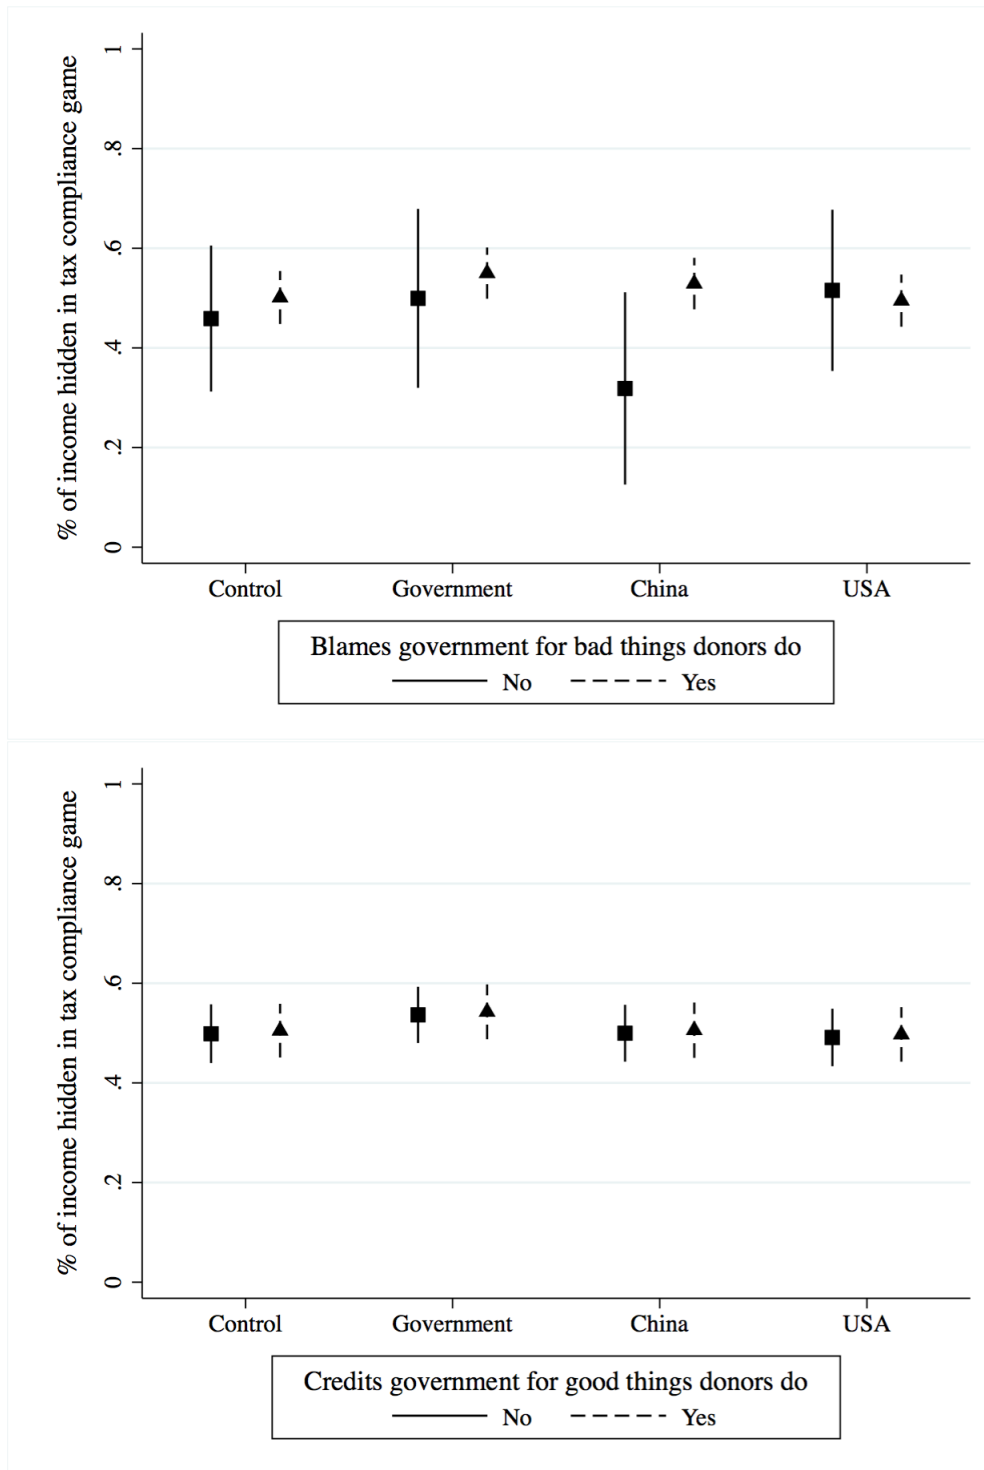 % of income hidden in tax compliance game
1
.8
.6
.4
.2
0
Control Government China USA
Blames government for bad things donors do
No Yes
% of income hidden in tax compliance game
1
.8
.6
.4
.2
0
Control Government China USA
Credits government for good things donors do
No Yes